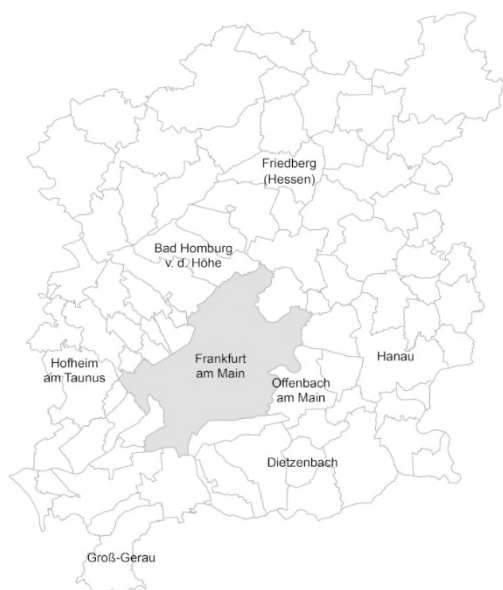 Friedberg
(Hessen)
Bad Homburg
v. d. Höhe
Frankfurt
am Main
Hofheim
am Taunus
Hanau
Offenbach
am Main
Dietzenbach
Groß-Gerau